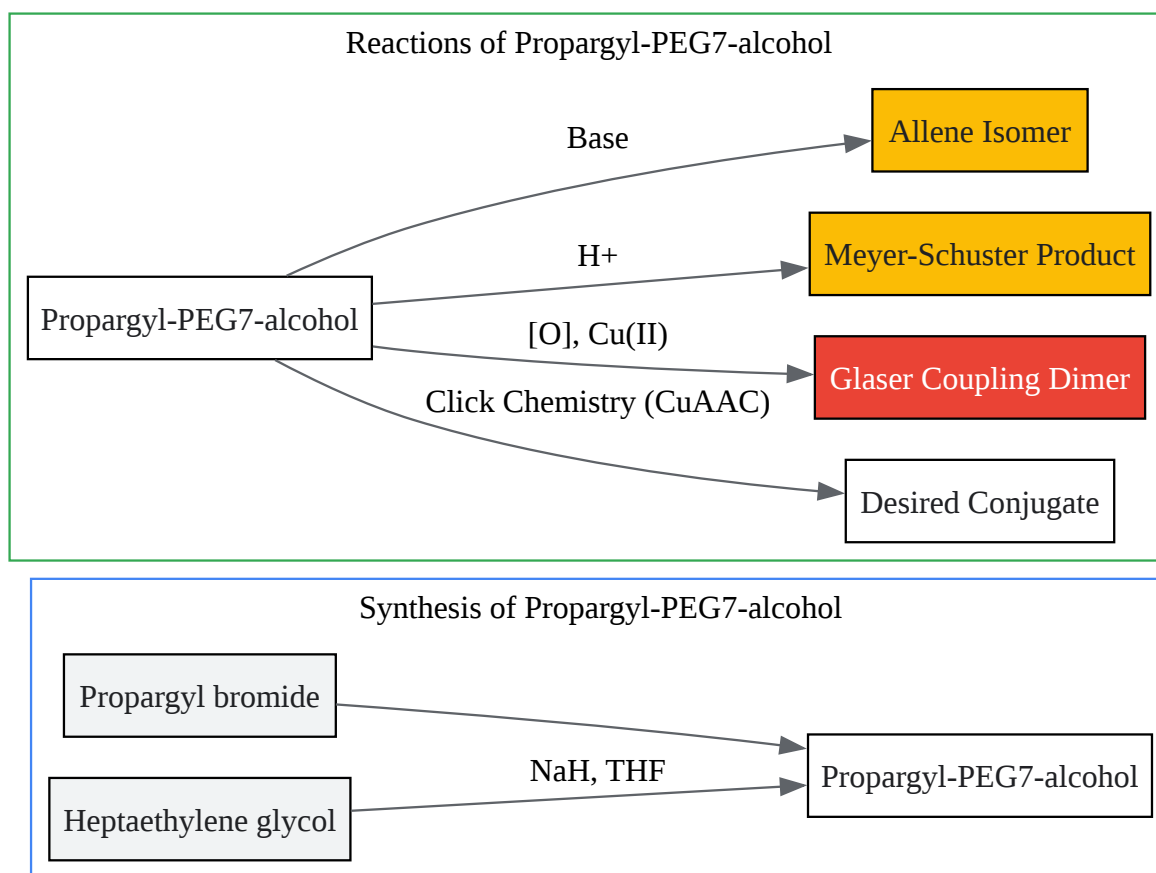 Reactions of Propargyl-PEG7-alcohol
Base
Allene Isomer
H+
Meyer-Schuster Product
Propargyl-PEG7-alcohol
[O], Cu(II)
Glaser Coupling Dimer
Click Chemistry (CuAAC)
Desired Conjugate
Synthesis of Propargyl-PEG7-alcohol
Propargyl bromide
NaH, THF
Propargyl-PEG7-alcohol
Heptaethylene glycol